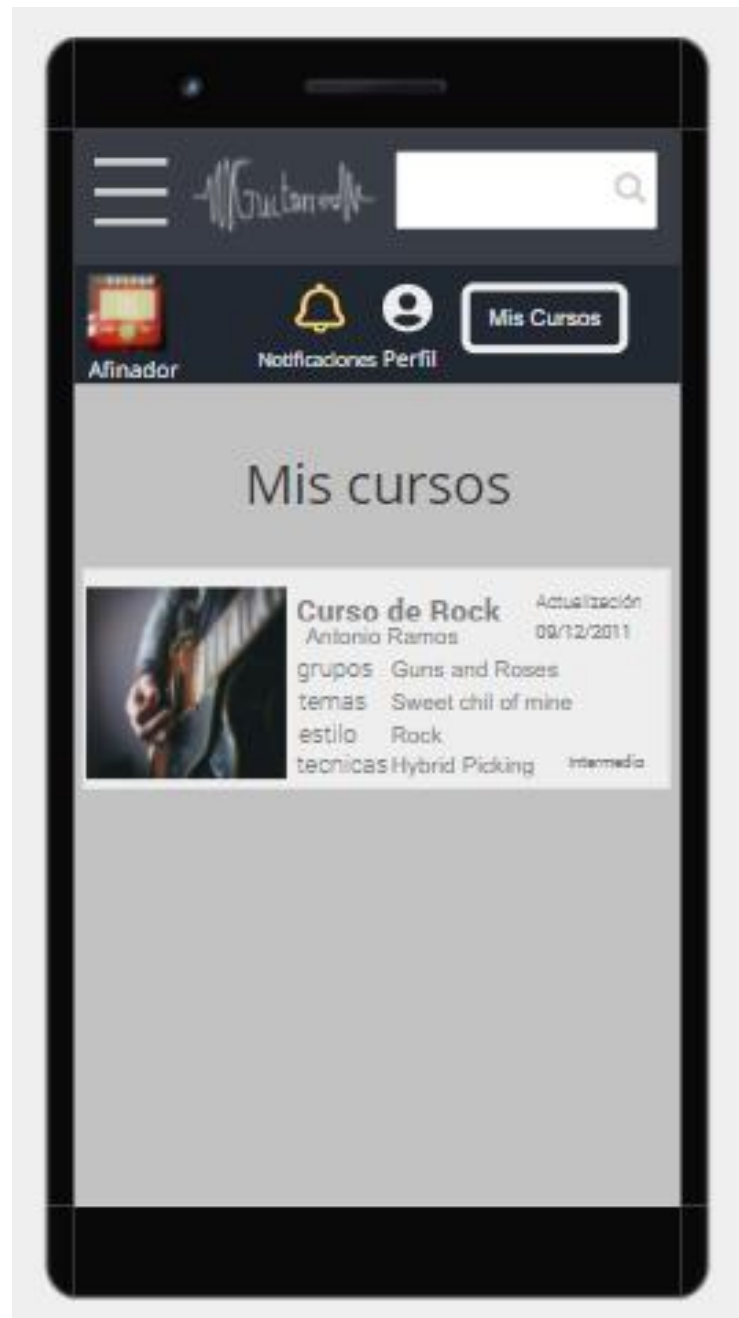 Afinador
Notificaciones
Perfil
Mis Cursos
Mis cursos
Curso de Rock
Actualización
Antonio Ramos
09/12/2011
grupos Guns and Roses
temas Sweet chil of mine
estilo Rock
tecnicas Hybrid Picking
Intermedio